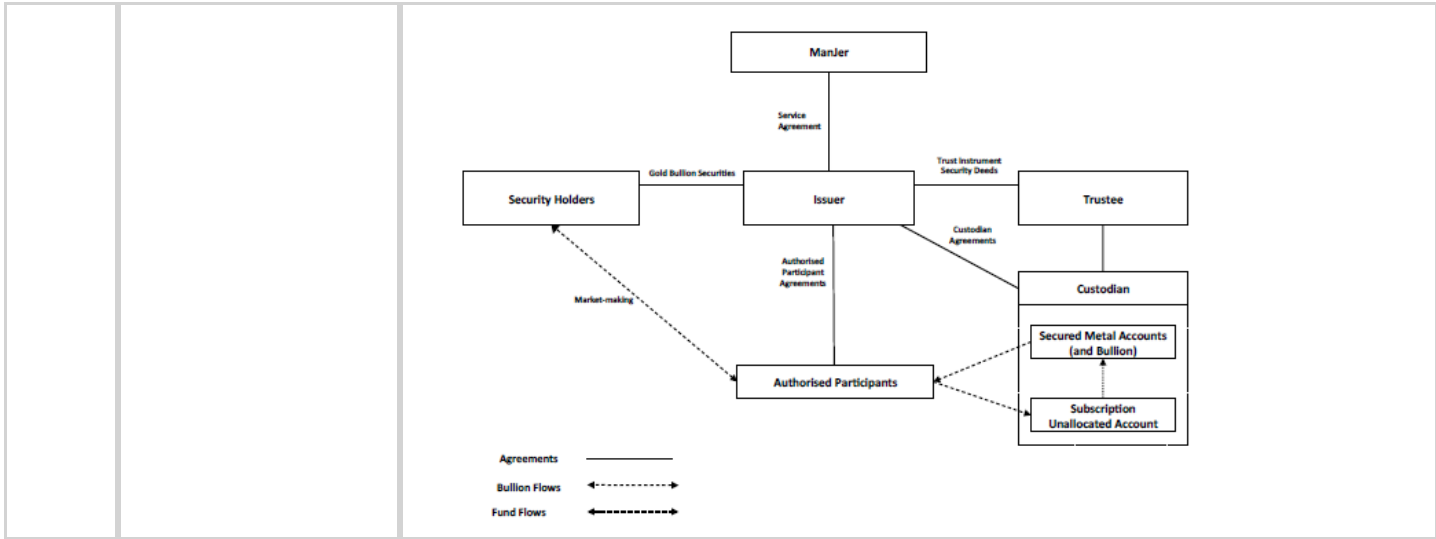 ManJer
Service
Agreement
Trust Instrument
Security Deeds
Gold Bullion Securities
Security Holders
Issuer
Trustee
Custodian
Agreements
Authorised
Participant
Agreements
Custodian
Market-making
Secured Metal Accounts
(and Bullion)
Authorised Participants
Subscription
Unallocated Account
Agreements
Bullion Flows
Fund Flows